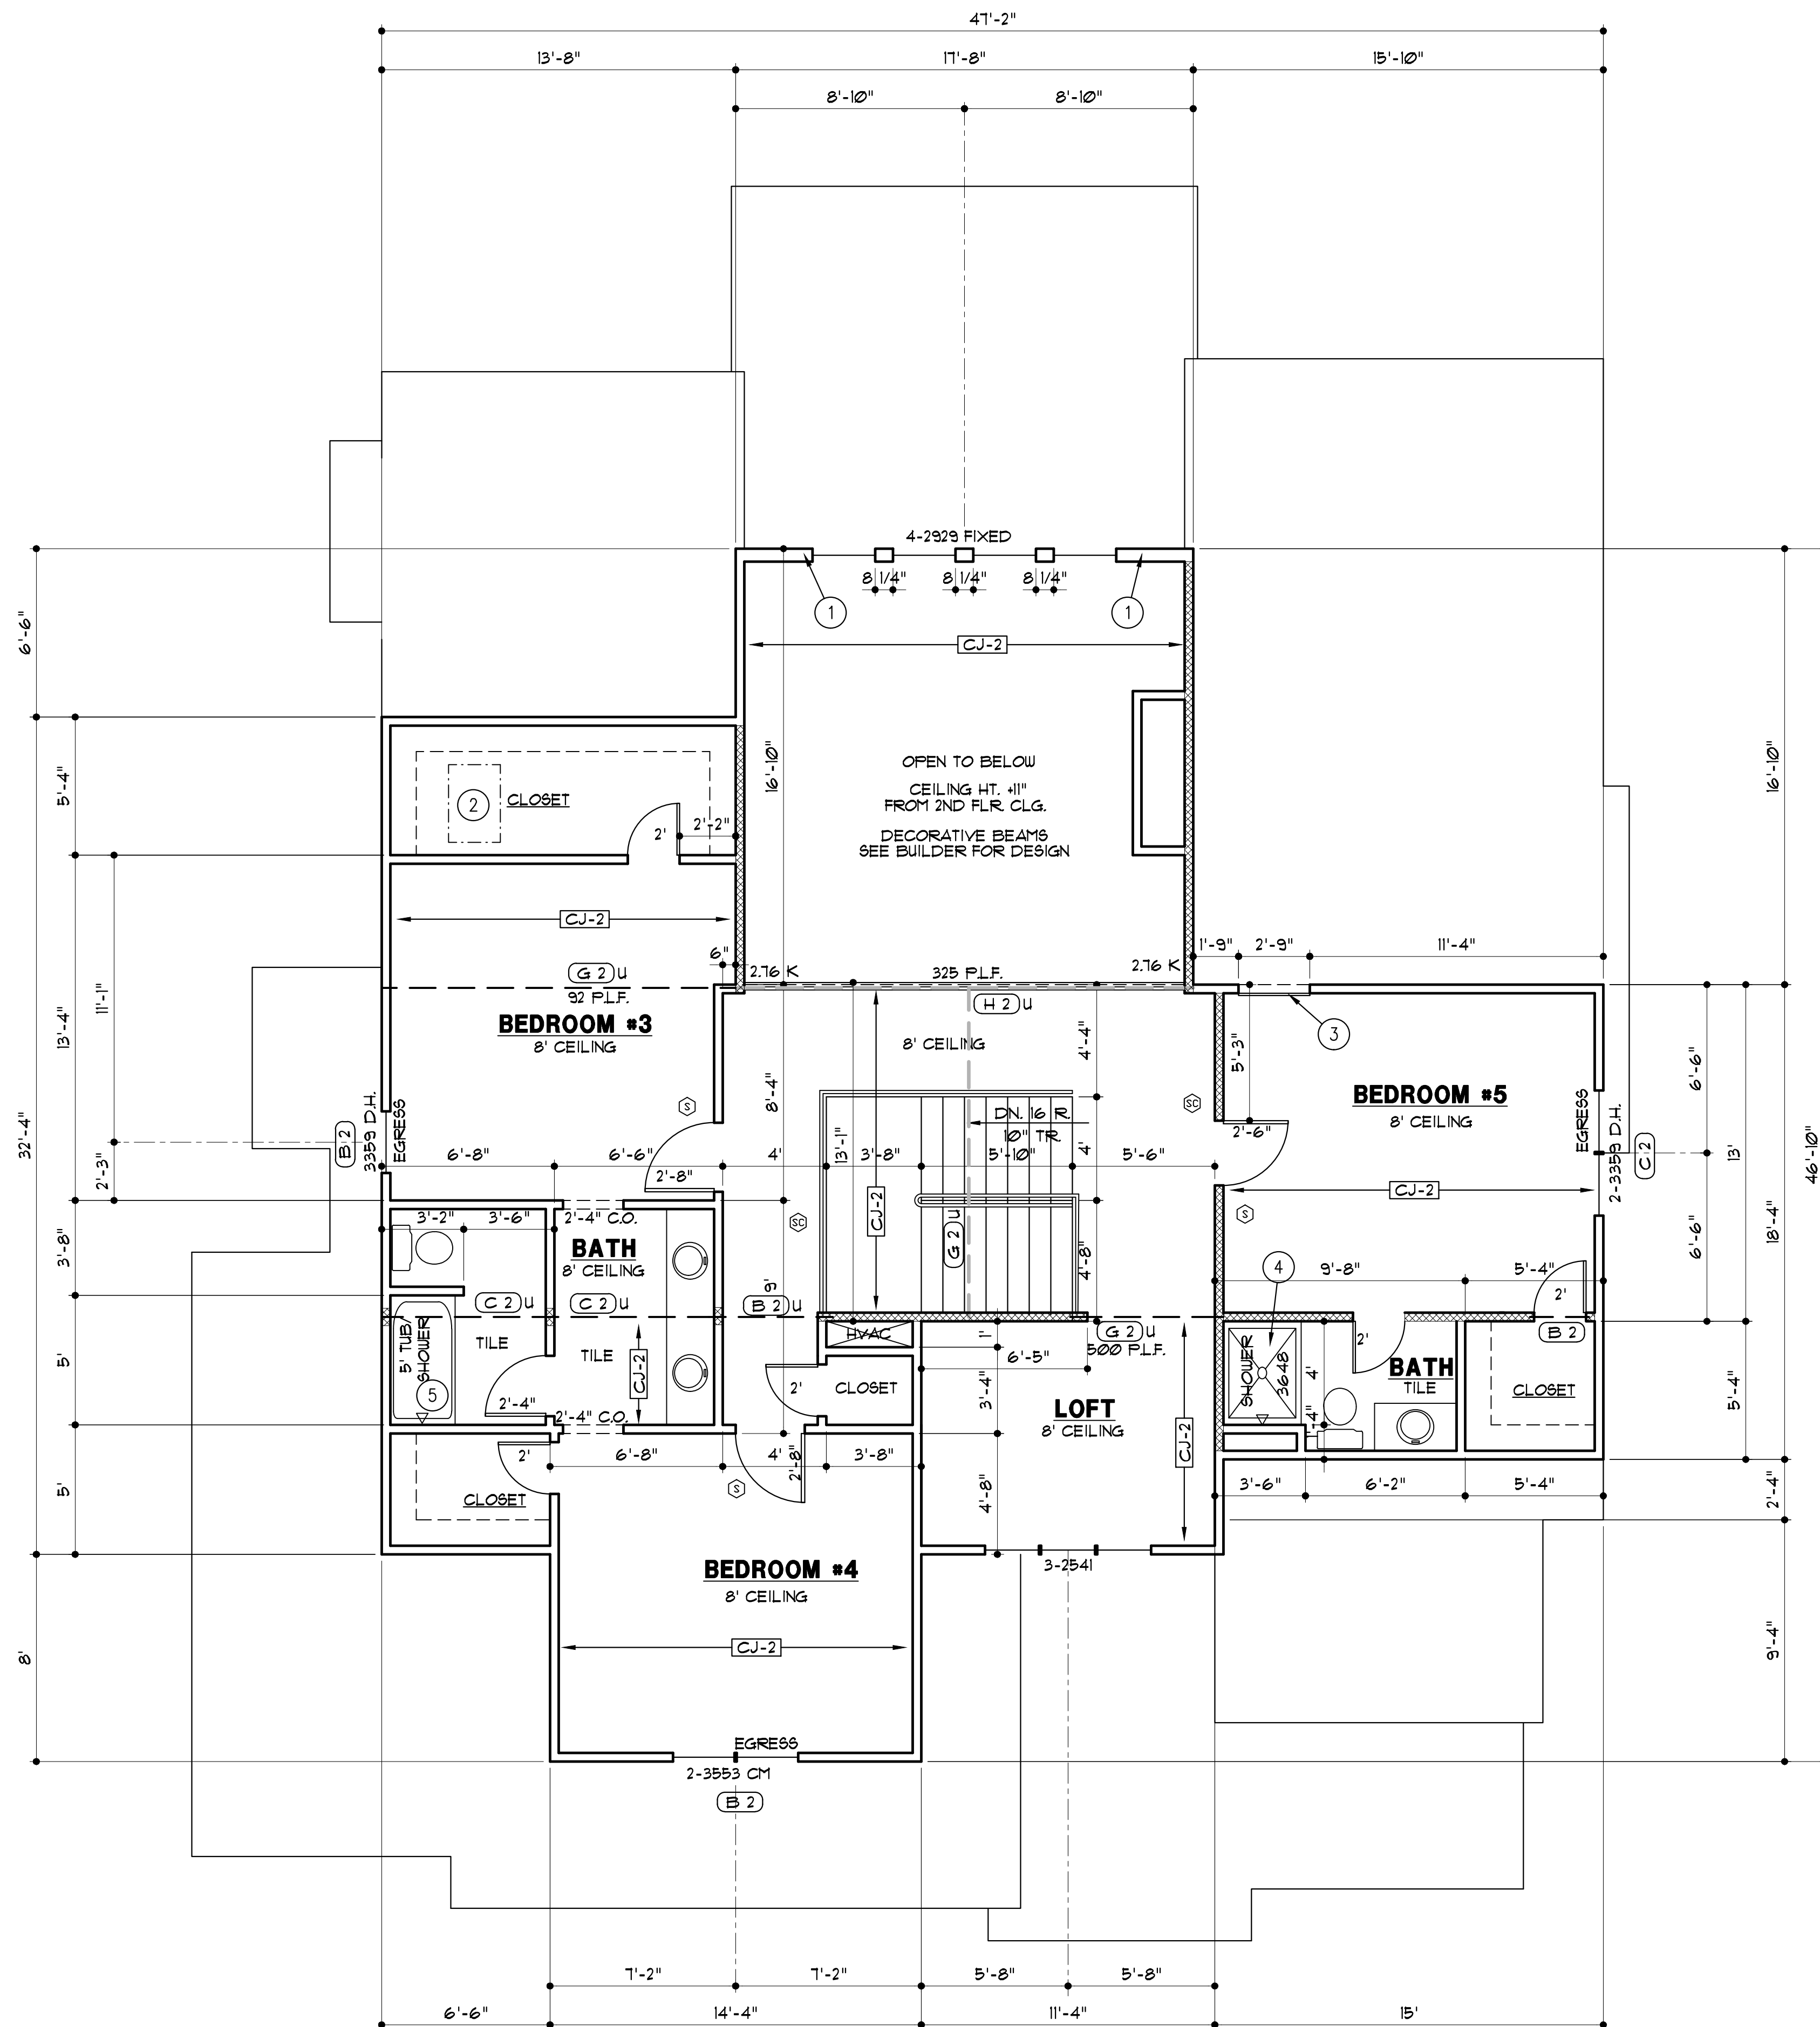 47'-2"
13'-8" 17'-8" 15'-10"
8'-10" 8'-10"
4-2929 FIXED
8 1/4" 8 1/4" 8 1/4"
1 1
CJ-2
6'-6"
5'-4"
16'-10"
16'-10"
OPEN TO BELOW
CEILING HT. +11"
FROM 2ND FLR. CLG.
DECORATIVE BEAMS
SEE BUILDER FOR DESIGN
2 CLOSET
2' 2'-2"
CJ-2
6"
1'-9" 2'-9" 11'-4"
G 2 U
92 P.L.F.
2.76 K 325 P.L.F. 2.76 K
H 2 U
11'-1"
13'-4"
BEDROOM #3
8' CEILING
8' CEILING
4'-4"
5'-3"
3
6'-6"
BEDROOM #5
8' CEILING
32'-4"
B 2
3359 D.H.
EGRESS
S
8'-4"
13'-1"
DN. 16 R.
10" TR.
4'
SC
2'-6"
EGRESS
2-3359 D.H.
C 2
13'
18'-4"
46'-10"
2'-3"
6'-8" 6'-6" 4' 3'-8" 5'-10" 5'-6"
2'-8"
CJ-2
CJ-2
3'-2" 3'-6" 2'-4" C.O.
SC
S
3'-8"
BATH
8' CEILING
G 2 U
4'-8"
6'-6"
4
9'-8" 5'-4"
9'
C 2 U
C 2 U
B 2 U
2'
HVAC
G 2 U
500 P.L.F.
B 2
5' TUB/
SHOWER
TILE
TILE
CJ-2
1'
6'-5"
SHOWER
3648
4'
2'
BATH
TILE
CLOSET
5'
5
2'-4"
2'-4" C.O.
2'
CLOSET
3'-4"
LOFT
8' CEILING
CJ-2
1'-4"
5'-4"
2'
6'-8" 4' 3'-8"
2'-8"
S
5'
CLOSET
4'-8"
3'-6" 6'-2" 5'-4"
2'-4"
3-2541
BEDROOM #4
8' CEILING
CJ-2
8'
9'-4"
EGRESS
2-3553 CM
B 2
7'-2" 7'-2" 5'-8" 5'-8"
6'-6" 14'-4" 11'-4" 15'